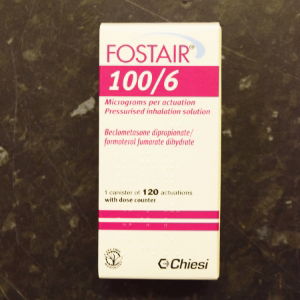 FOSTAIR®
100/6
Micrograms per actuation
Pressurised inhalation solution
Beclometasone dipropionate/
formoterol fumarate dihydrate
1 canister of 120 actuations
with dose counter
Chiesi